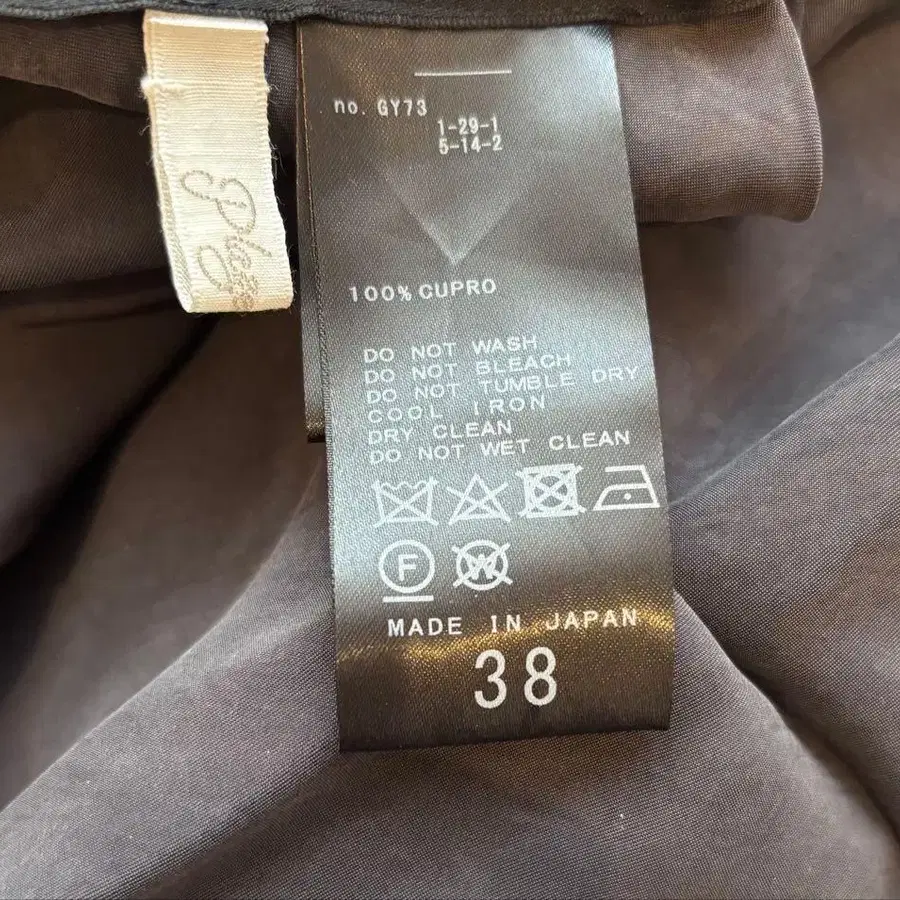 no. GY73
1-29-1
5-14-2
100% CUPRO
DO NOT WASH
DO NOT BLEACH
DO NOT TUMBLE DRY
COOL IRON
DRY CLEAN
DO NOT WET CLEAN
F W
MADE IN JAPAN
38